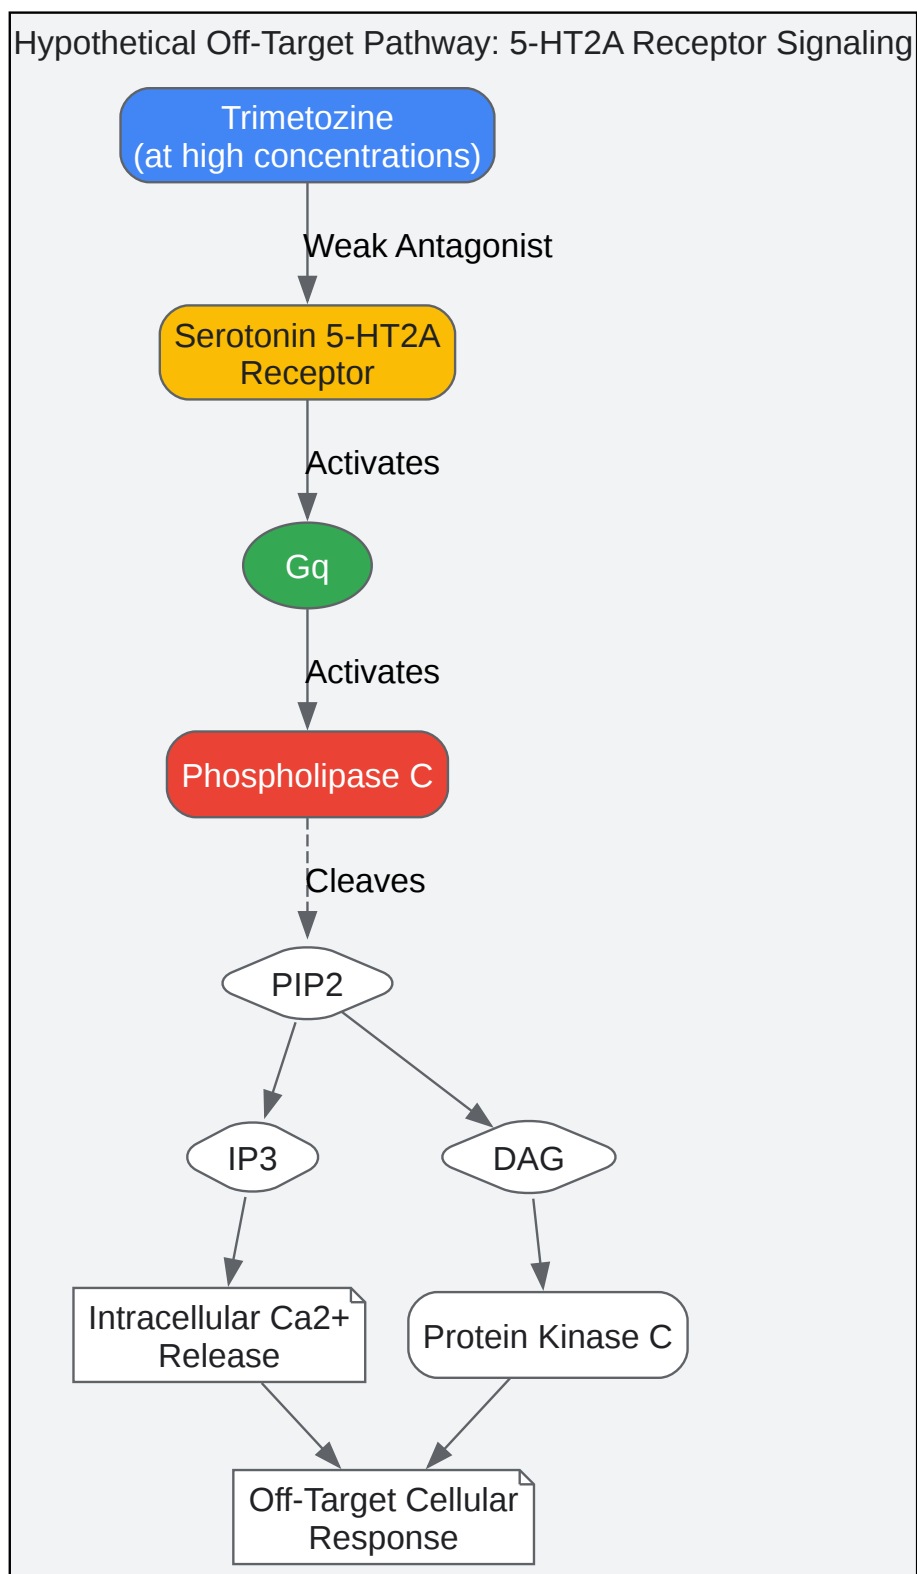 Hypothetical Off-Target Pathway: 5-HT2A Receptor Signaling
Trimetozine
(at high concentrations)
Weak Antagonist
Serotonin 5-HT2A
Receptor
Activates
Gq
Activates
Phospholipase C
Cleaves
PIP2
IP3
DAG
Intracellular Ca2+
Release
Protein Kinase C
Off-Target Cellular
Response